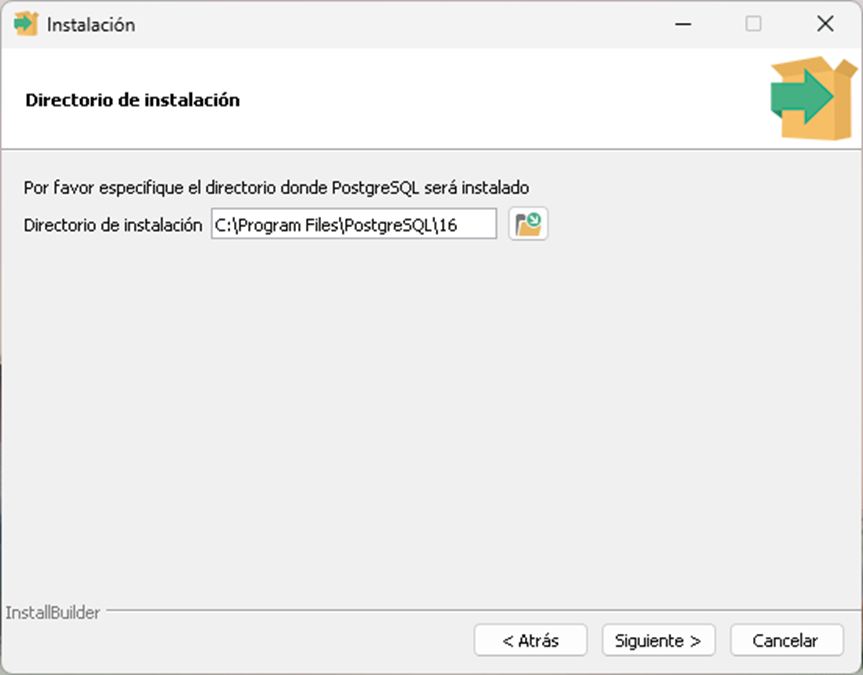 Instalación
Directorio de instalación
Por favor especifique el directorio donde PostgreSQL será instalado
Directorio de instalación C:\Program Files\PostgreSQL\16
InstallBuilder
< Atrás Siguiente > Cancelar